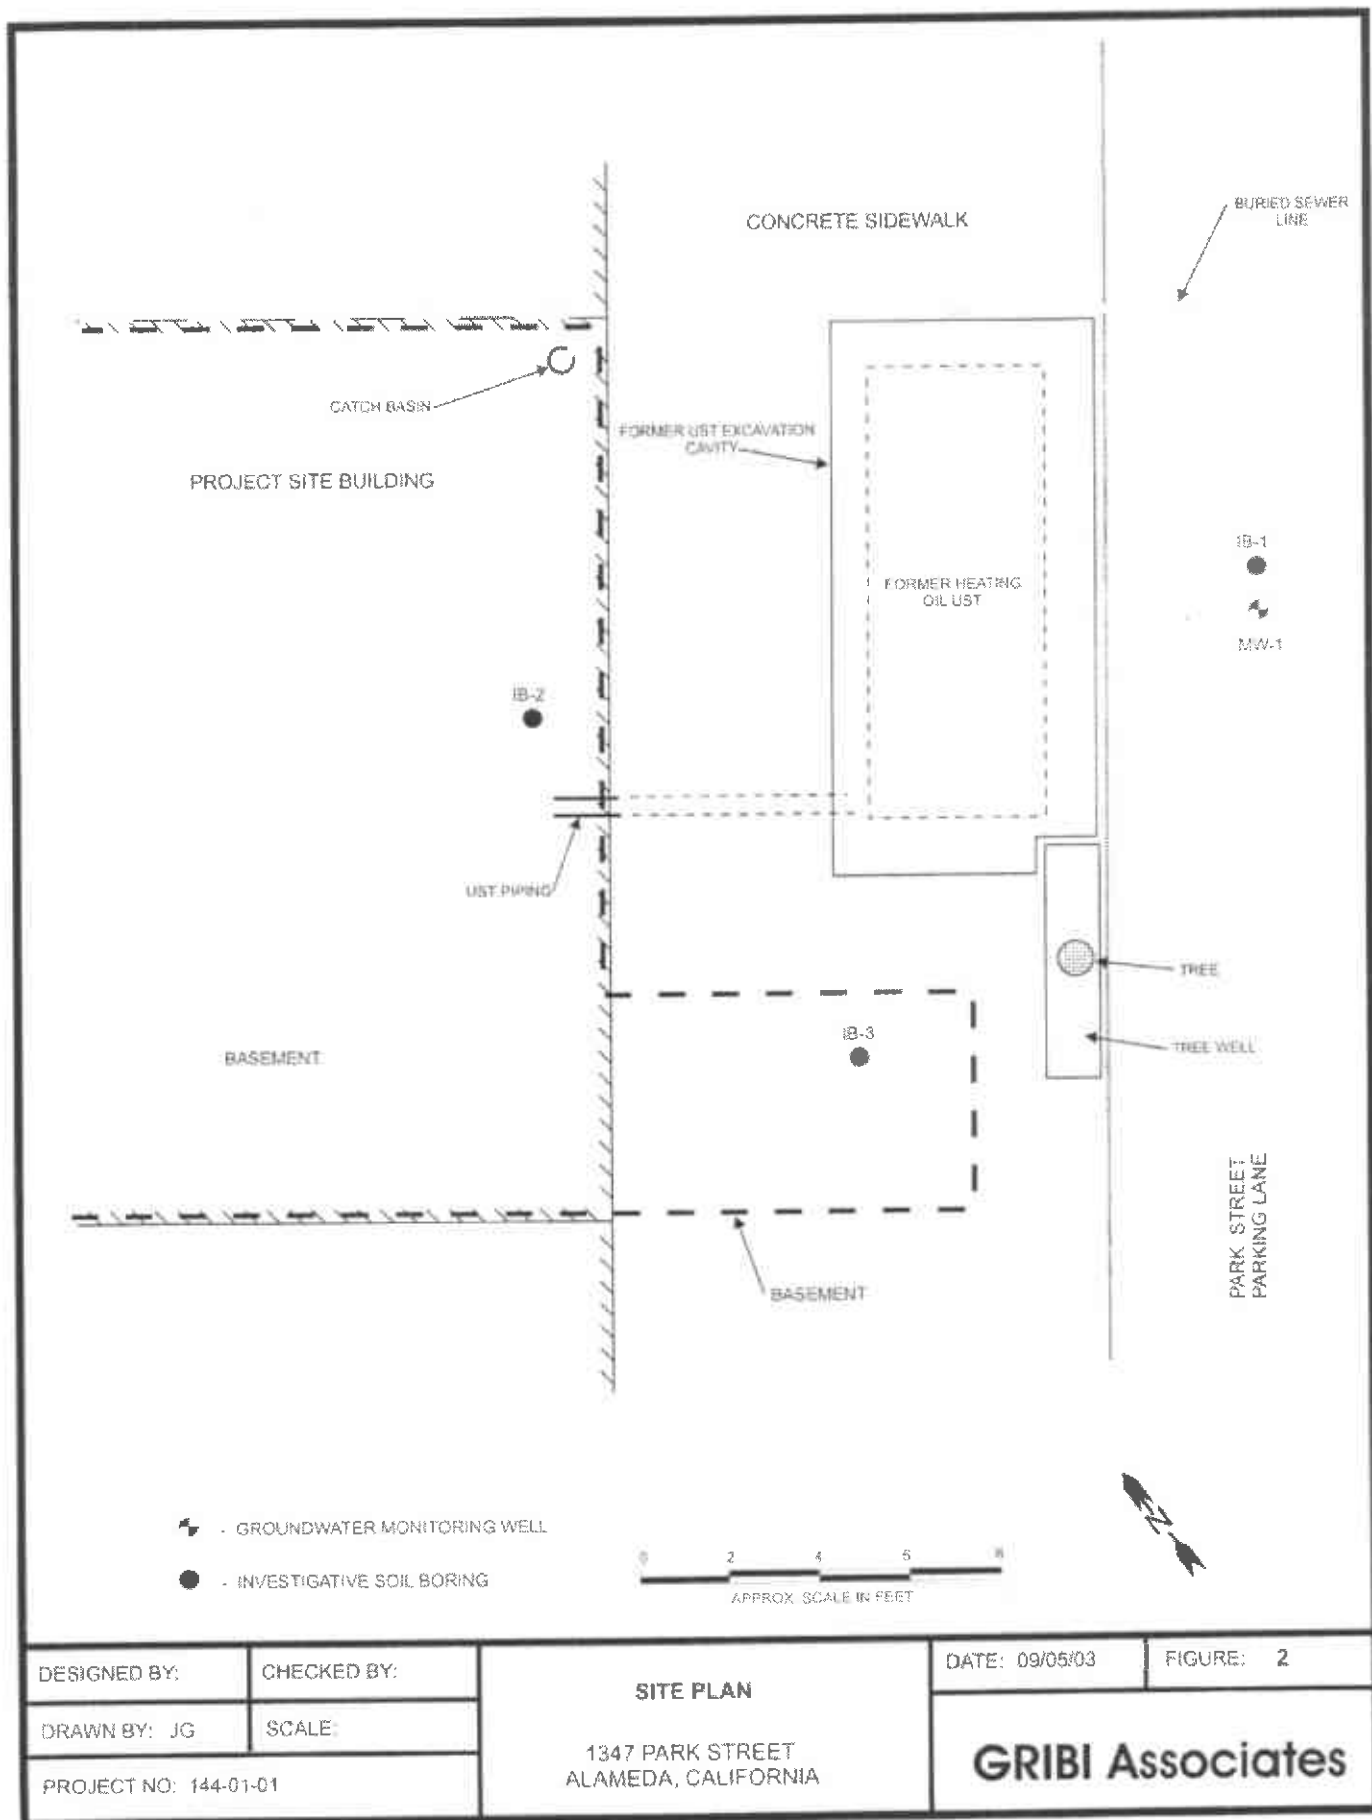 CONCRETE SIDEWALK
BURIED SEWER
LINE
CATCH BASIN
FORMER UST EXCAVATION
CAVITY
PROJECT SITE BUILDING
IB-1
FORMER HEATING
OIL UST
MW-1
IB-2
UST PIPING
TREE
IB-3
TREE WELL
BASEMENT
PARK STREET
PARKING LANE
BASEMENT
N
- GROUNDWATER MONITORING WELL
- INVESTIGATIVE SOIL BORING
0 2 4 6 8
APPROX. SCALE IN FEET
DESIGNED BY:
CHECKED BY:
DRAWN BY: JG
SCALE:
PROJECT NO: 144-01-01
SITE PLAN
1347 PARK STREET
ALAMEDA, CALIFORNIA
DATE: 09/05/03
FIGURE: 2
GRIBI Associates